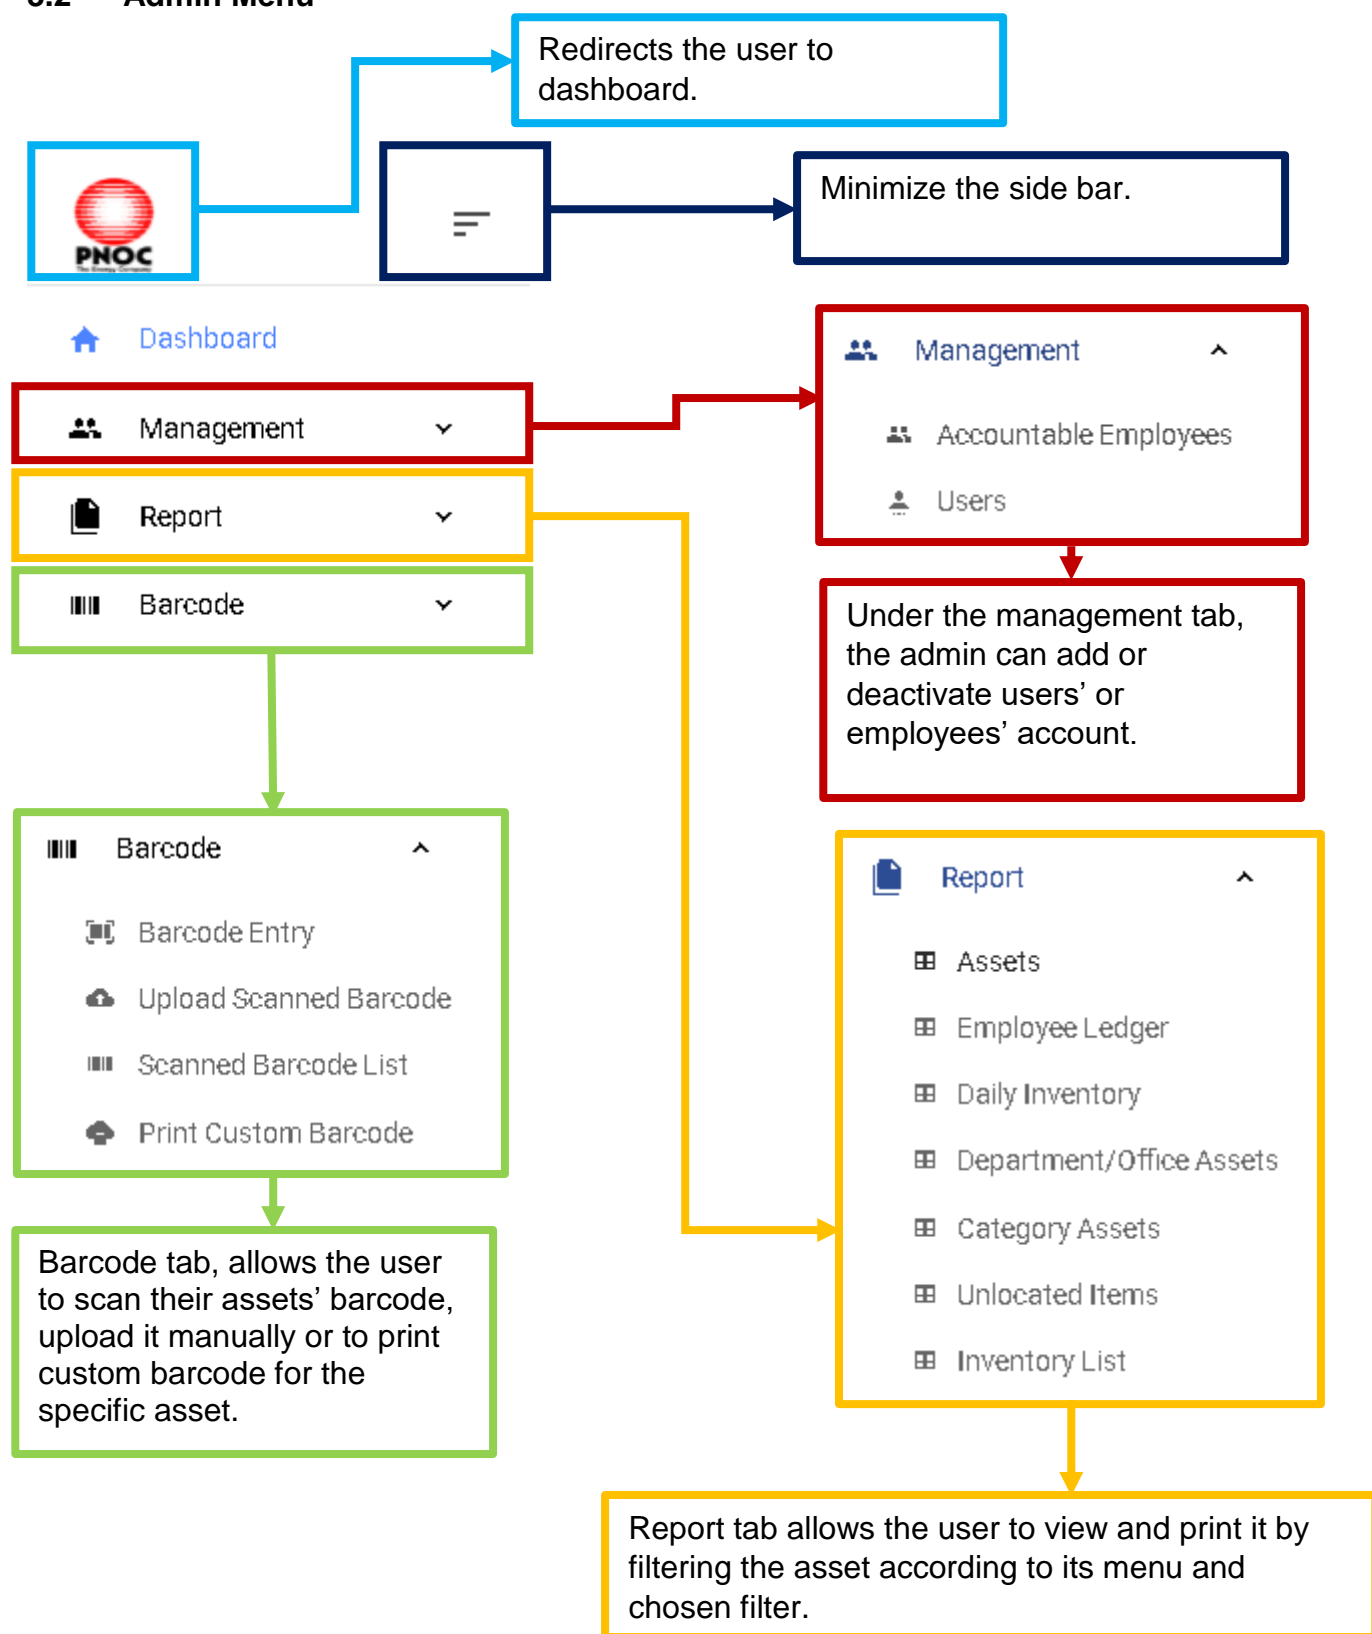 Admin Menu
Redirects the user to
dashboard.
PNOC
The Energy Company
Minimize the side bar.
Dashboard
Management
Report
Barcode
Management
Accountable Employees
Users
Under the management tab,
the admin can add or
deactivate users’ or
employees’ account.
Barcode
Barcode Entry
Upload Scanned Barcode
Scanned Barcode List
Print Custom Barcode
Barcode tab, allows the user
to scan their assets’ barcode,
upload it manually or to print
custom barcode for the
specific asset.
Report
Assets
Employee Ledger
Daily Inventory
Department/Office Assets
Category Assets
Unlocated Items
Inventory List
Report tab allows the user to view and print it by
filtering the asset according to its menu and
chosen filter.